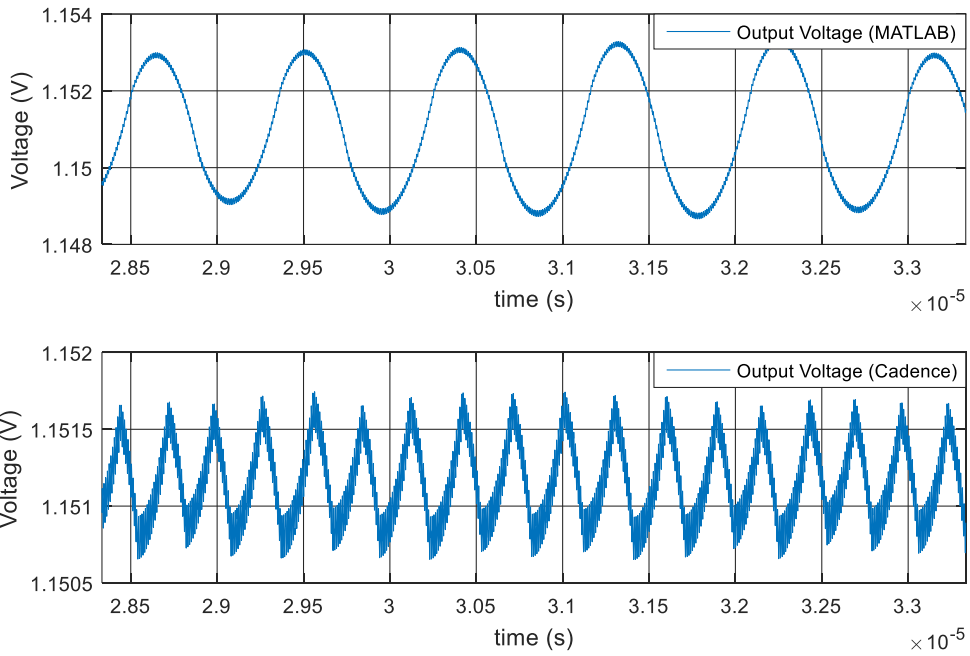 1.154
1.152
1.15
1.148
Voltage (V)
Output Voltage (MATLAB)
2.85 2.9 2.95 3 3.05 3.1 3.15 3.2 3.25 3.3
time (s)
×10-5
1.152
1.1515
1.151
1.1505
Voltage (V)
Output Voltage (Cadence)
2.85 2.9 2.95 3 3.05 3.1 3.15 3.2 3.25 3.3
time (s)
×10-5